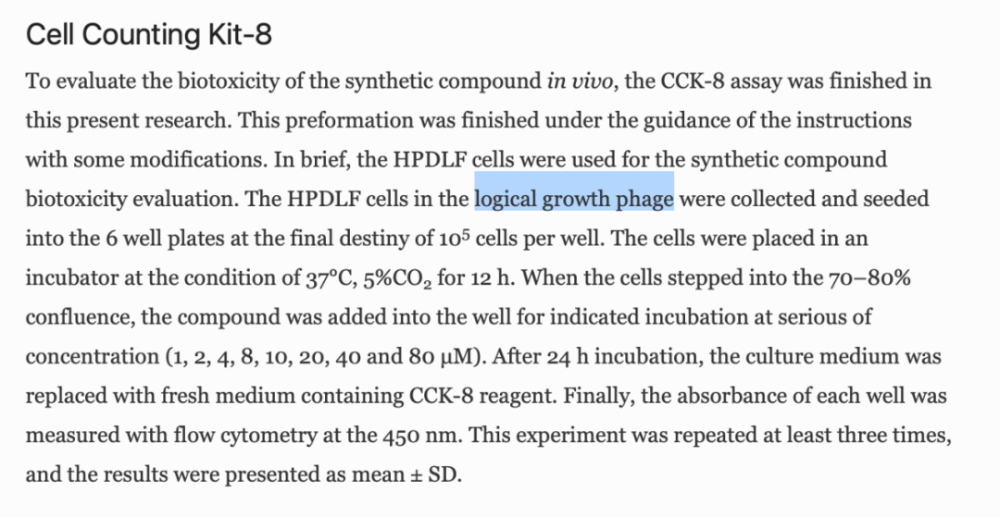 Cell Counting Kit-8
To evaluate the biotoxicity of the synthetic compound in vivo, the CCK-8 assay was finished in
this present research. This preformation was finished under the guidance of the instructions
with some modifications. In brief, the HPDLF cells were used for the synthetic compound
biotoxicity evaluation. The HPDLF cells in the logical growth phage were collected and seeded
into the 6 well plates at the final destiny of 10⁵ cells per well. The cells were placed in an
incubator at the condition of 37°C, 5%CO₂ for 12 h. When the cells stepped into the 70–80%
confluence, the compound was added into the well for indicated incubation at serious of
concentration (1, 2, 4, 8, 10, 20, 40 and 80 μM). After 24 h incubation, the culture medium was
replaced with fresh medium containing CCK-8 reagent. Finally, the absorbance of each well was
measured with flow cytometry at the 450 nm. This experiment was repeated at least three times,
and the results were presented as mean ± SD.